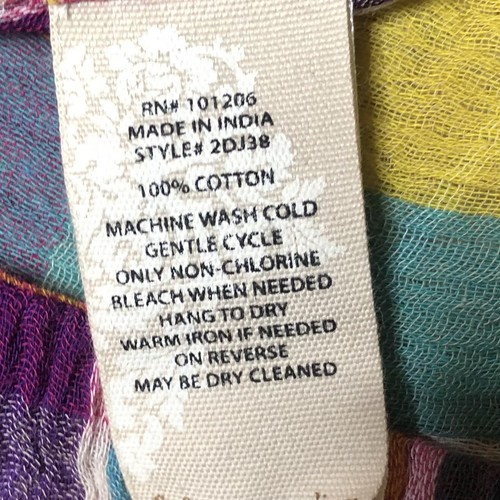 RN# 101206
MADE IN INDIA
STYLE# 2DJ38
100% COTTON
MACHINE WASH COLD
GENTLE CYCLE
ONLY NON-CHLORINE
BLEACH WHEN NEEDED
HANG TO DRY
WARM IRON IF NEEDED
ON REVERSE
MAY BE DRY CLEANED